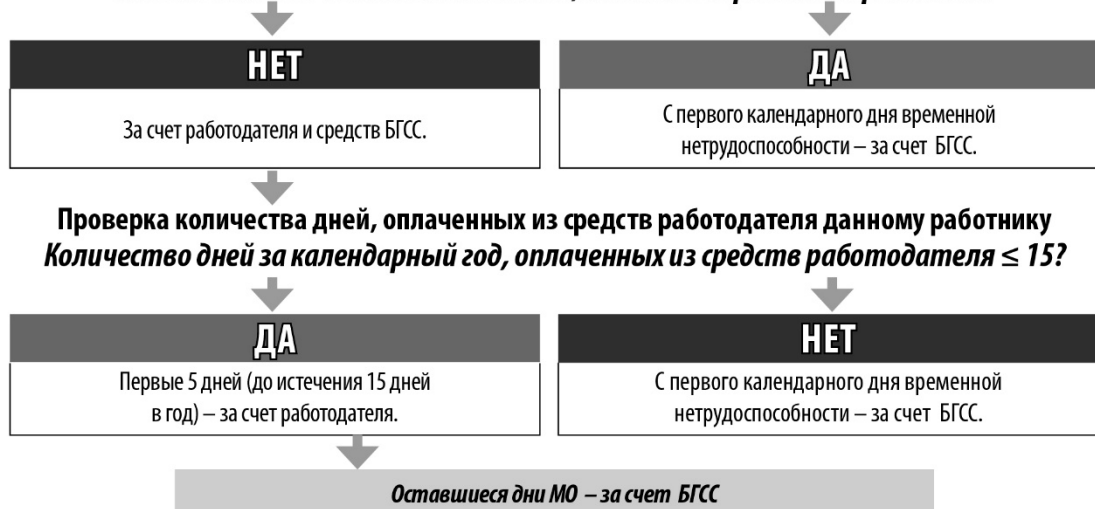 НЕТ
ДА
За счет работодателя и средств БГСС.
С первого календарного дня временной
нетрудоспособности – за счет БГСС.
Проверка количества дней, оплаченных из средств работодателя данному работнику
Количество дней за календарный год, оплаченных из средств работодателя ≤ 15?
ДА
НЕТ
Первые 5 дней (до истечения 15 дней
в год) – за счет работодателя.
С первого календарного дня временной
нетрудоспособности – за счет БГСС.
Оставшиеся дни МО – за счет БГСС